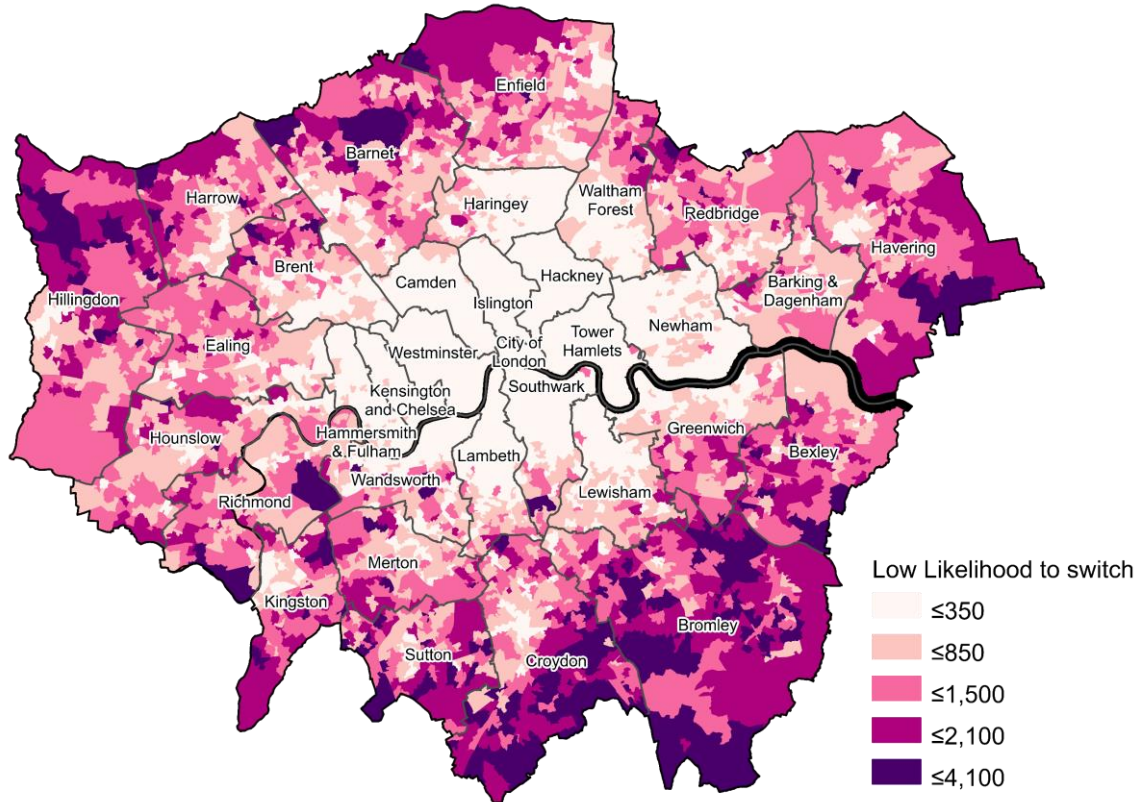 Enfield
Barnet
Harrow
Haringey
Waltham
Forest
Redbridge
Havering
Brent
Camden
Hackney
Islington
Barking &
Dagenham
Hillingdon
Ealing
Westminster
City of
London
Tower
Hamlets
Newham
Kensington
and Chelsea
Southwark
Hounslow
Hammersmith
& Fulham
Lambeth
Greenwich
Bexley
Richmond
Wandsworth
Lewisham
Merton
Kingston
Sutton
Croydon
Bromley
Low Likelihood to switch
≤350
≤850
≤1,500
≤2,100
≤4,100